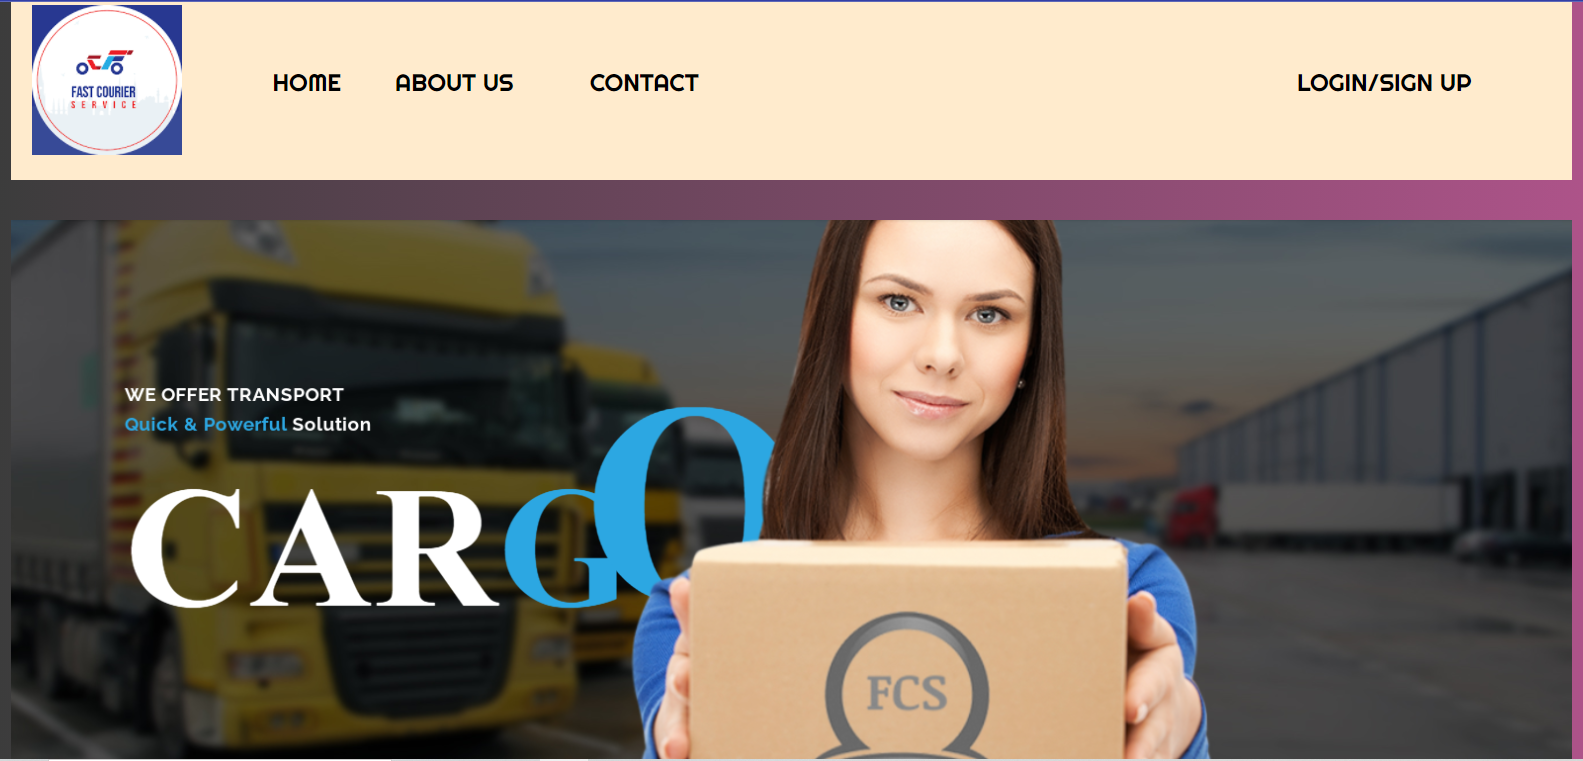 FAST COURIER
SERVICE
HOME
ABOUT US
CONTACT
LOGIN/SIGN UP
WE OFFER TRANSPORT
Quick & Powerful Solution
CARGO
FCS